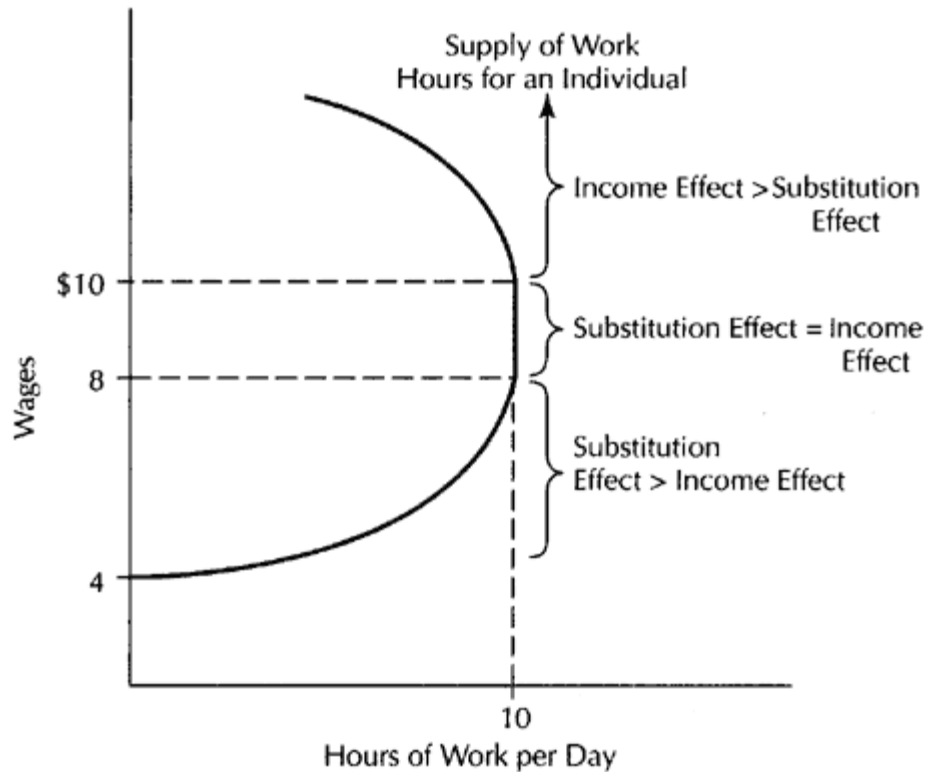 Supply of Work
Hours for an Individual
Income Effect > Substitution
Effect
$10
Substitution Effect = Income
Effect
8
Wages
Substitution
Effect > Income Effect
4
10
Hours of Work per Day